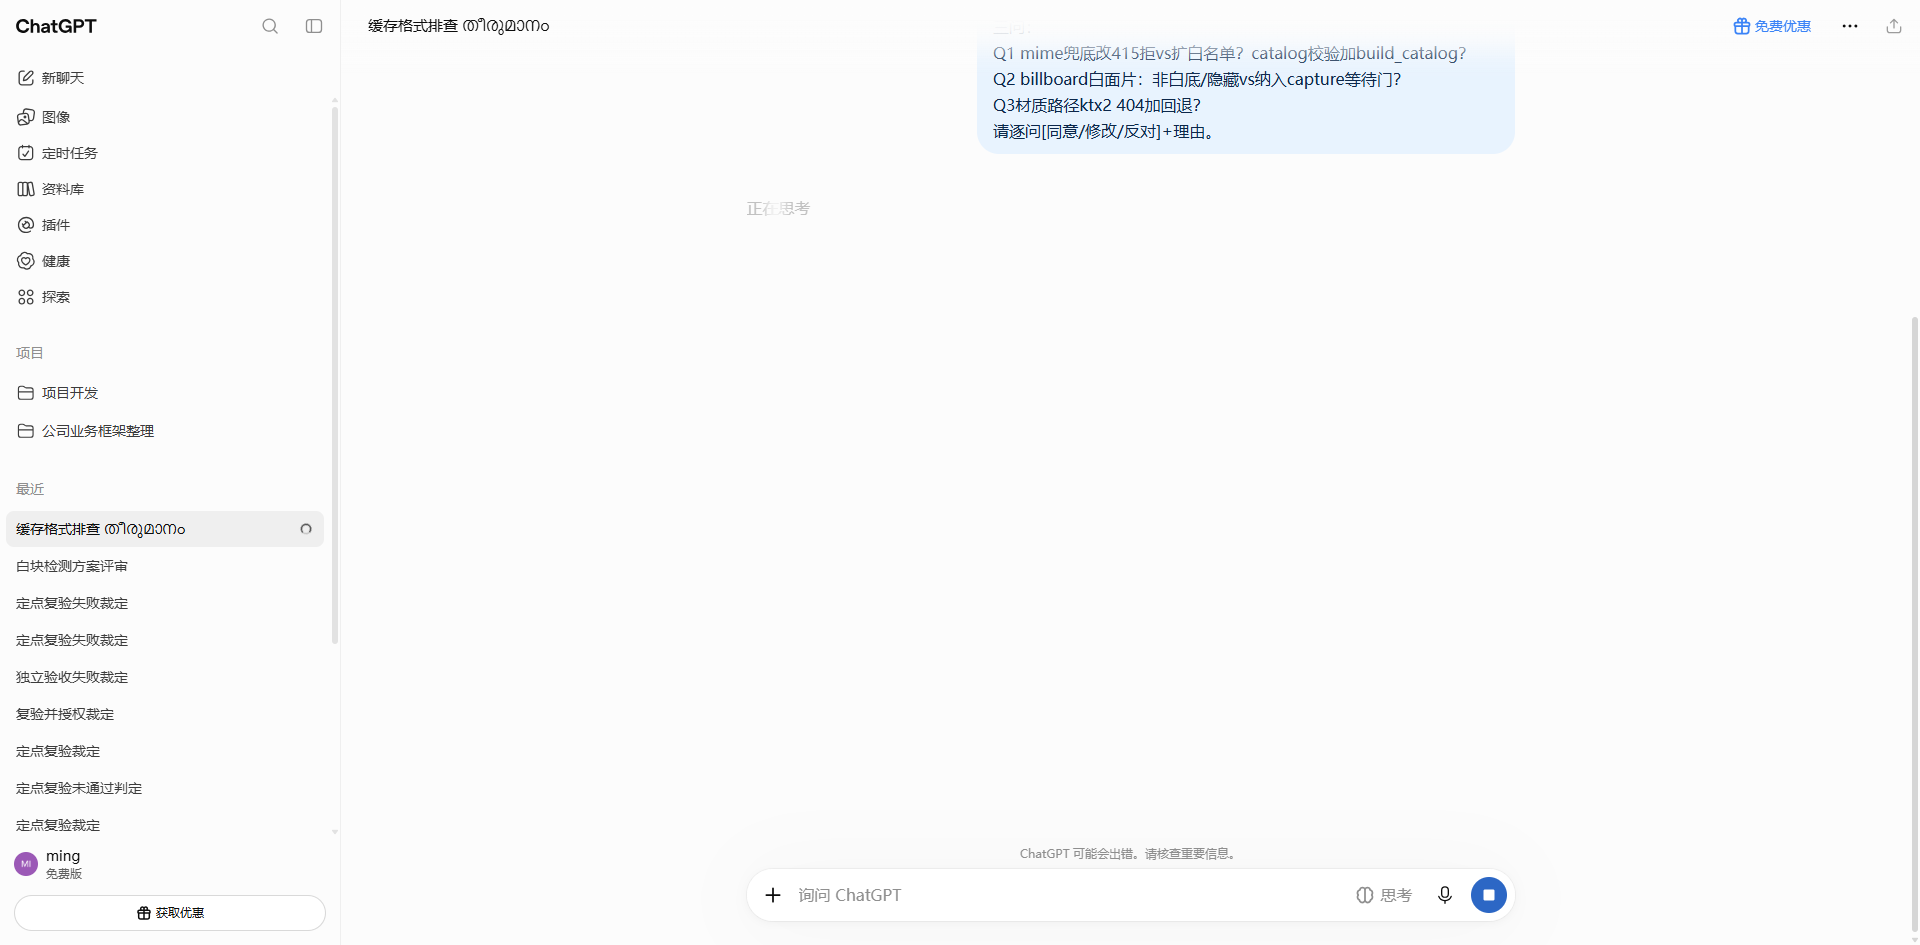 ChatGPT
新聊天
图像
定时任务
资料库
插件
健康
探索
项目
项目开发
公司业务框架整理
最近
缓存格式排查 തീരുമാനം
白块检测方案评审
定点复验失败裁定
定点复验失败裁定
独立验收失败裁定
复验并授权裁定
定点复验裁定
定点复验未通过判定
定点复验裁定
MI
ming
免费版
获取优惠
缓存格式排查 തീരുമാനം
免费优惠
Q1 mime兜底改415拒vs扩白名单？catalog校验加build_catalog？
Q2 billboard白面片：非白底/隐藏vs纳入capture等待门？
Q3材质路径ktx2 404加回退？
请逐问[同意/修改/反对]+理由。
正在思考
ChatGPT 可能会出错。请核查重要信息。
询问 ChatGPT
思考